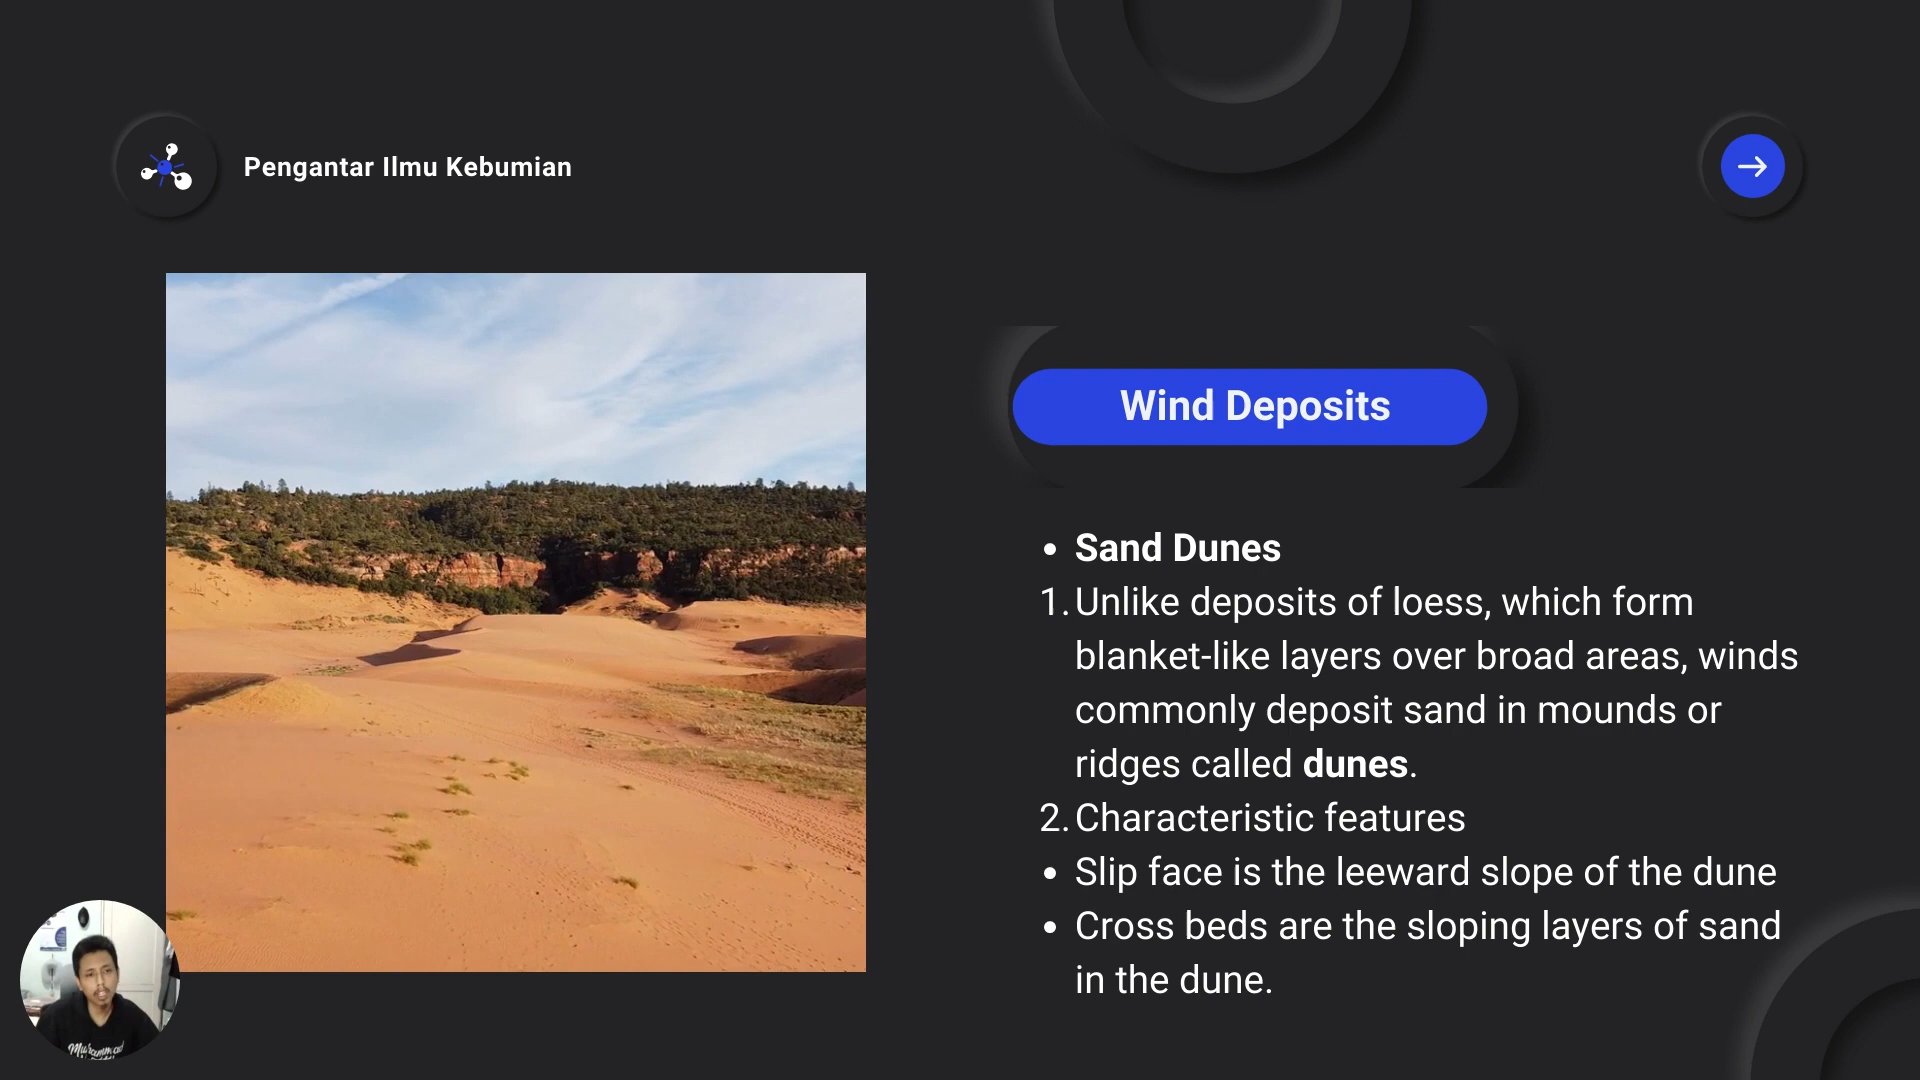 Pengantar Ilmu Kebumian
Wind Deposits
• Sand Dunes
1. Unlike deposits of loess, which form
blanket-like layers over broad areas, winds
commonly deposit sand in mounds or
ridges called dunes.
2. Characteristic features
• Slip face is the leeward slope of the dune
• Cross beds are the sloping layers of sand
in the dune.
Muhammad